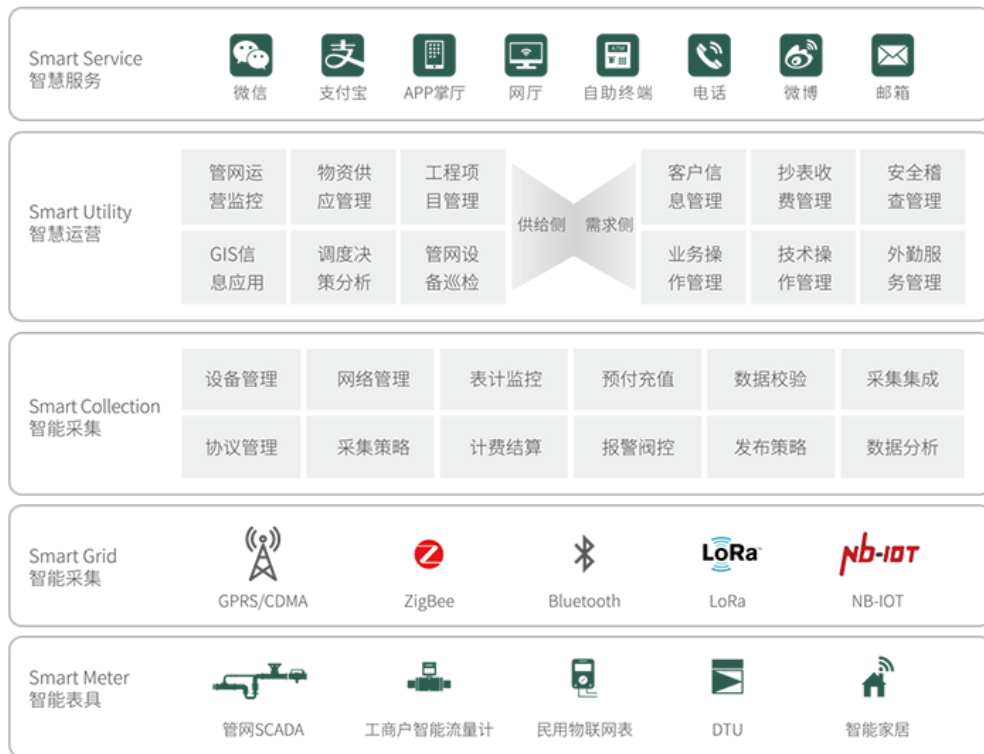 Smart Service
智慧服务
微信
支付宝
APP掌厅
网厅
ATM
自助终端
电话
微博
邮箱
Smart Utility
智慧运营
管网运
营监控
物资供
应管理
工程项
目管理
GIS信
息应用
调度决
策分析
管网设
备巡检
供给侧
需求侧
客户信
息管理
抄表收
费管理
安全稽
查管理
业务操
作管理
技术操
作管理
外勤服
务管理
Smart Collection
智能采集
设备管理
网络管理
表计监控
预付充值
数据校验
采集集成
协议管理
采集策略
计费结算
报警阀控
发布策略
数据分析
Smart Grid
智能采集
GPRS/CDMA
ZigBee
Bluetooth
LoRa
LoRa
Nb-IOT
NB-IOT
Smart Meter
智能表具
管网SCADA
工商户智能流量计
民用物联网表
DTU
智能家居